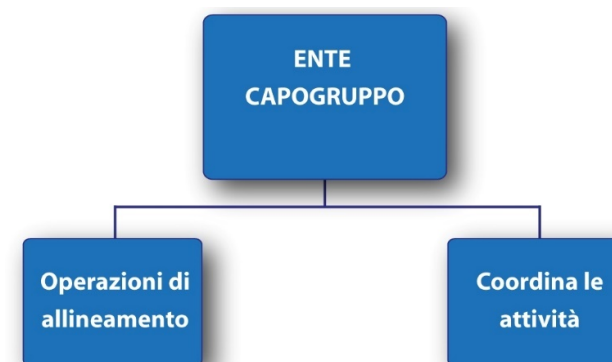 ENTE
CAPOGRUPPO
Operazioni di
allineamento
Coordina le
attività